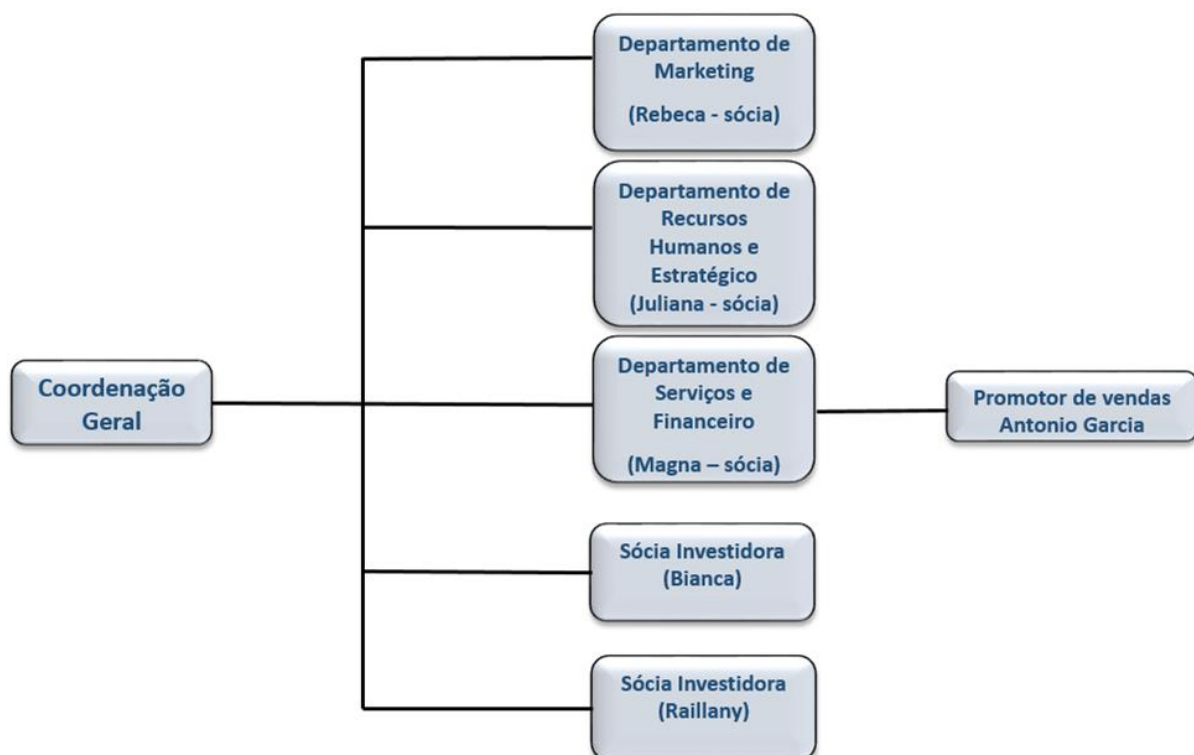 Departamento de
Marketing
(Rebeca - sócia)
Departamento de
Recursos
Humanos e
Estratégico
(Juliana - sócia)
Coordenação
Geral
Departamento de
Serviços e
Financeiro
(Magna – sócia)
Promotor de vendas
Antonio Garcia
Sócia Investidora
(Bianca)
Sócia Investidora
(Raillany)